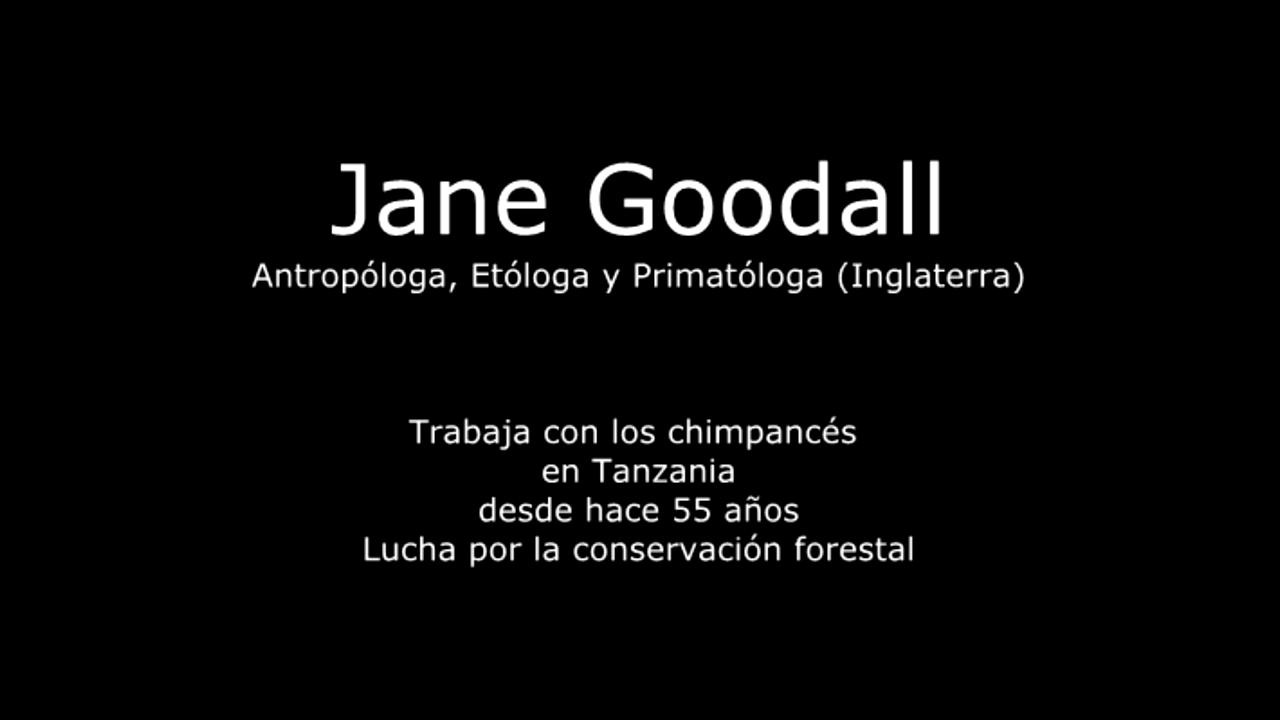 Jane Goodall
Antropóloga, Etóloga y Primatóloga (Inglaterra)
Trabaja con los chimpancés
en Tanzania
desde hace 55 años
Lucha por la conservación forestal